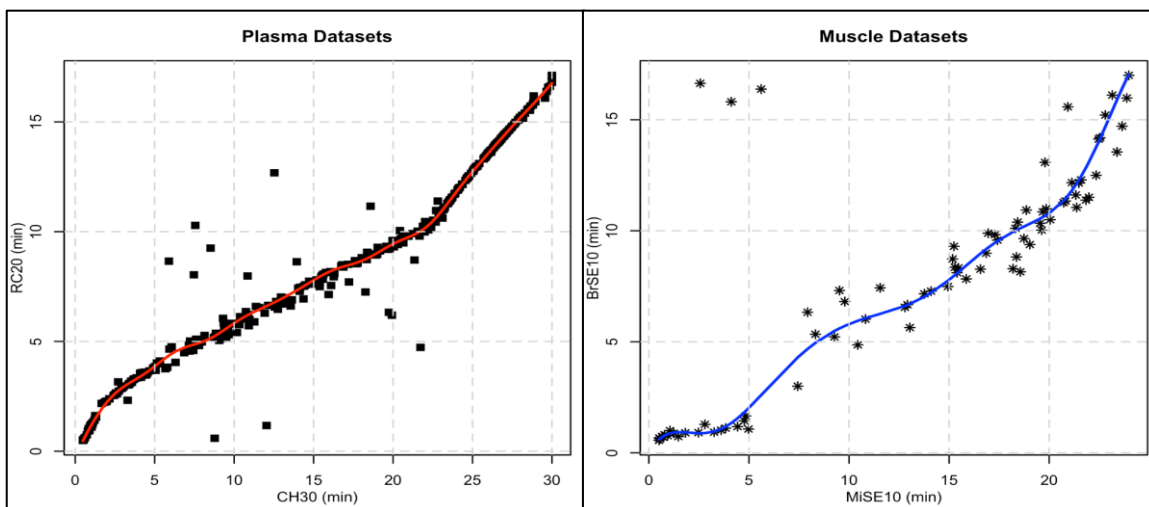 Plasma Datasets
15
10
5
0
RC20 (min)
0 5 10 15 20 25 30
CH30 (min)
Muscle Datasets
15
10
5
0
BrSE10 (min)
0 5 10 15 20
MiSE10 (min)